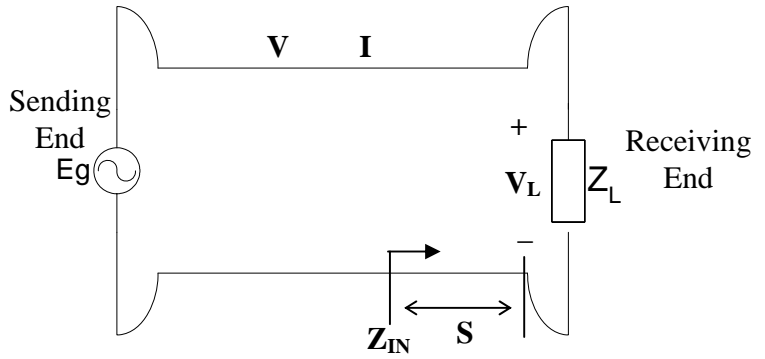 V I
Sending
End
Eg
+
Receiving
End
V_L
Z_L
–
Z_IN
S